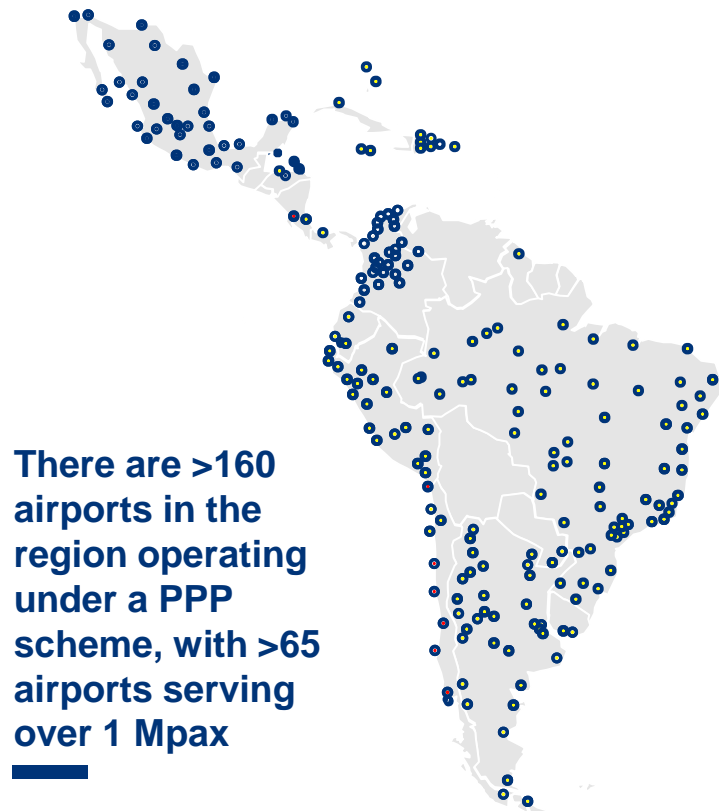 There are >160
airports in the
region operating
under a PPP
scheme, with >65
airports serving
over 1 Mpax